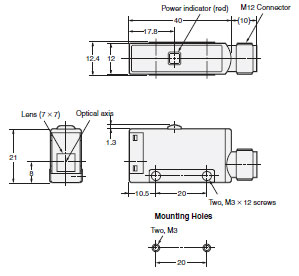 Power indicator (red)
M12 Connector
40
(10)
17.8
12.4
12
Lens (7 × 7)
Optical axis
1.3
21
8
10.5
20
Two, M3 × 12 screws
Mounting Holes
Two, M3
20